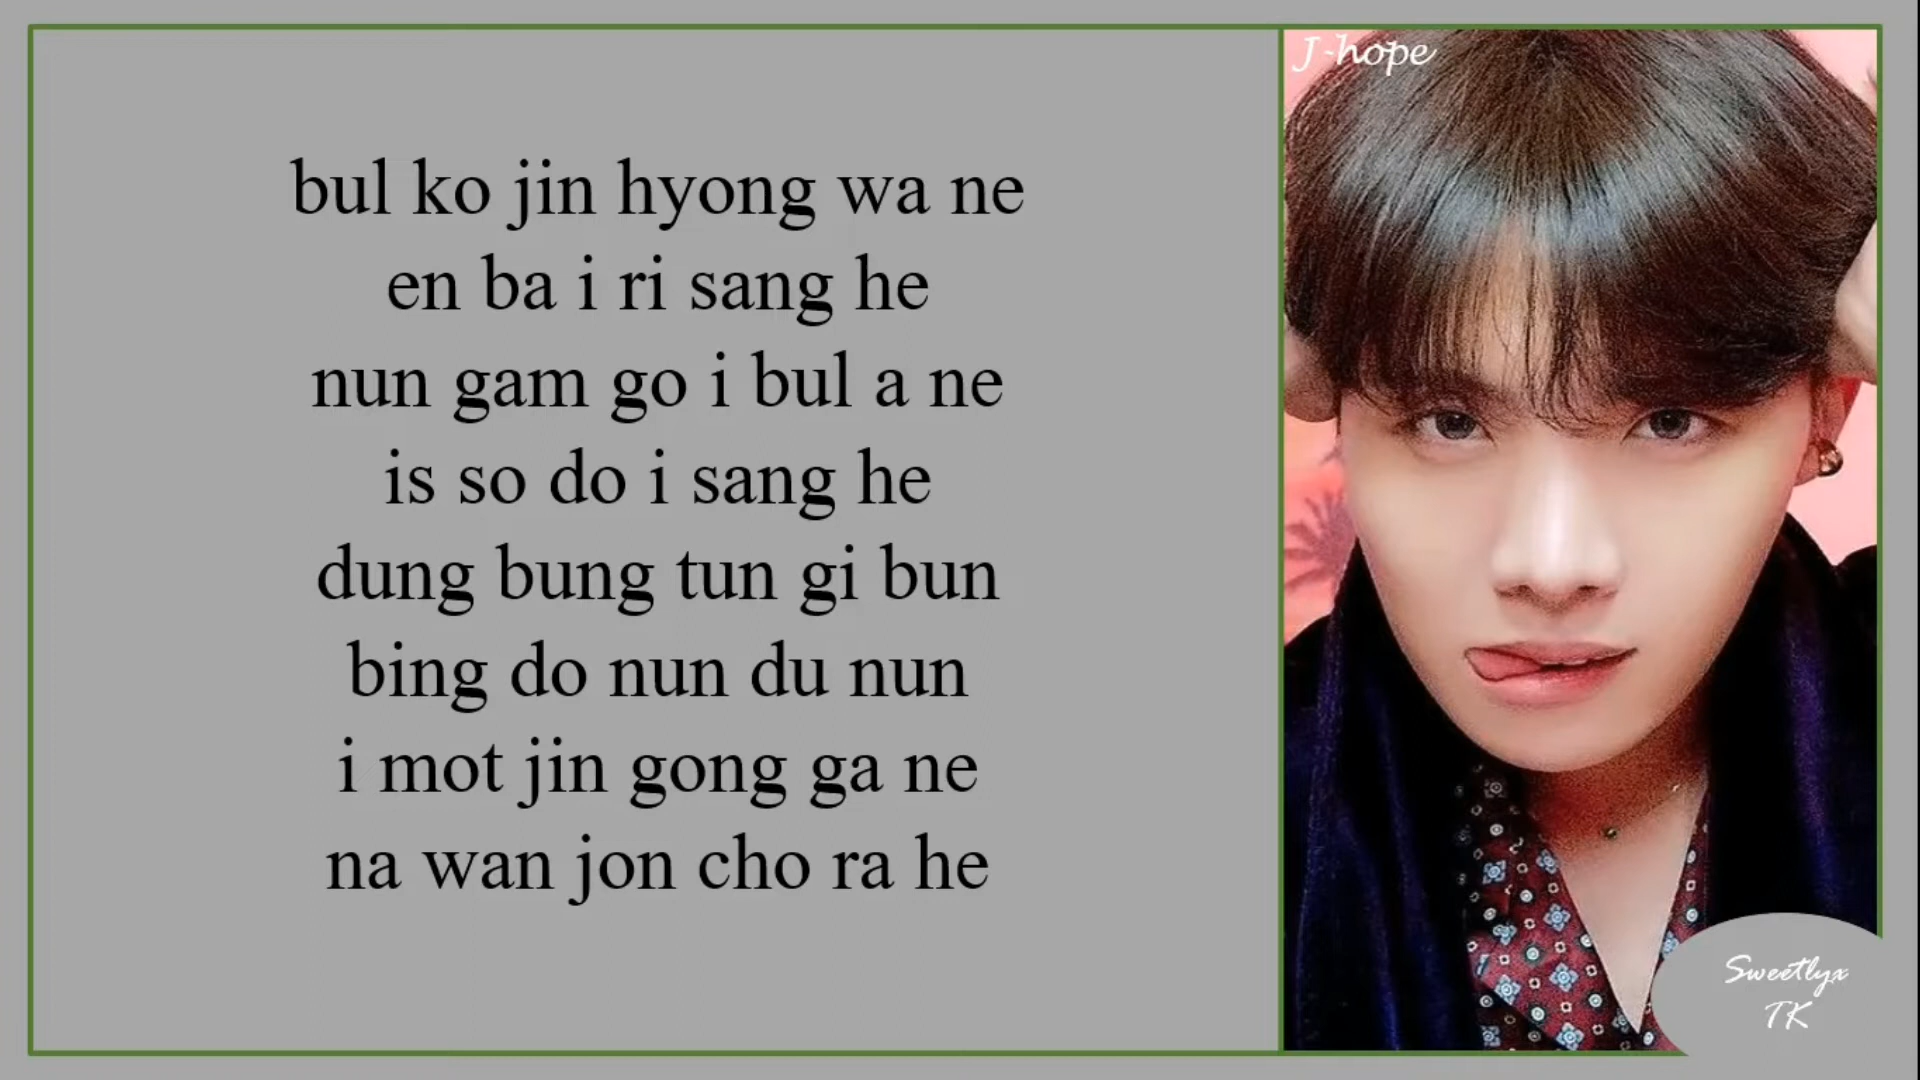 bul ko jin hyong wa ne
en ba i ri sang he
nun gam go i bul a ne
is so do i sang he
dung bung tun gi bun
bing do nun du nun
i mot jin gong ga ne
na wan jon cho ra he
J-hope
Sweetlyx
TK